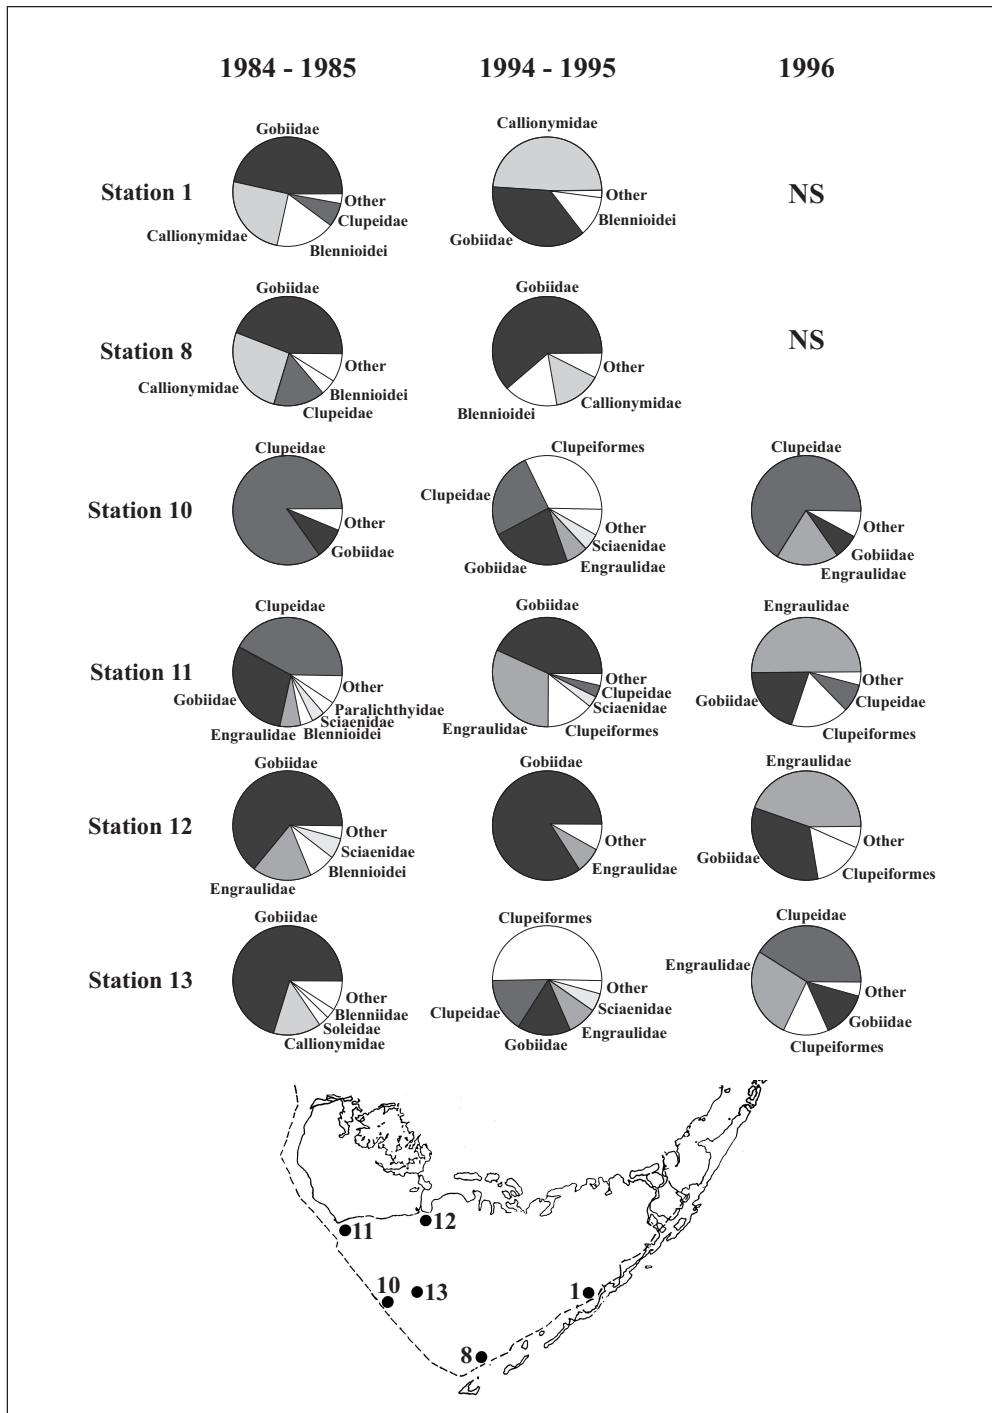 1984 - 1985
1994 - 1995
1996
Station 1
Gobiidae
Other
Clupeidae
Blennioidei
Callionymidae
Callionymidae
Other
Blennioidei
Gobiidae
NS
Station 8
Gobiidae
Other
Blennioidei
Clupeidae
Callionymidae
Gobiidae
Other
Callionymidae
Blennioidei
NS
Station 10
Clupeidae
Other
Gobiidae
Clupeiformes
Clupeidae
Other
Sciaenidae
Engraulidae
Gobiidae
Clupeidae
Other
Gobiidae
Engraulidae
Station 11
Clupeidae
Other
Paralichthyidae
Sciaenidae
Blennioidei
Engraulidae
Gobiidae
Gobiidae
Other
Clupeidae
Sciaenidae
Clupeiformes
Engraulidae
Engraulidae
Other
Clupeidae
Clupeiformes
Gobiidae
Station 12
Gobiidae
Other
Sciaenidae
Blennioidei
Engraulidae
Gobiidae
Other
Engraulidae
Engraulidae
Other
Clupeiformes
Gobiidae
Station 13
Gobiidae
Other
Blenniidae
Soleidae
Callionymidae
Clupeiformes
Other
Sciaenidae
Engraulidae
Gobiidae
Clupeidae
Clupeidae
Engraulidae
Other
Gobiidae
Clupeiformes
11
12
10
13
1
8